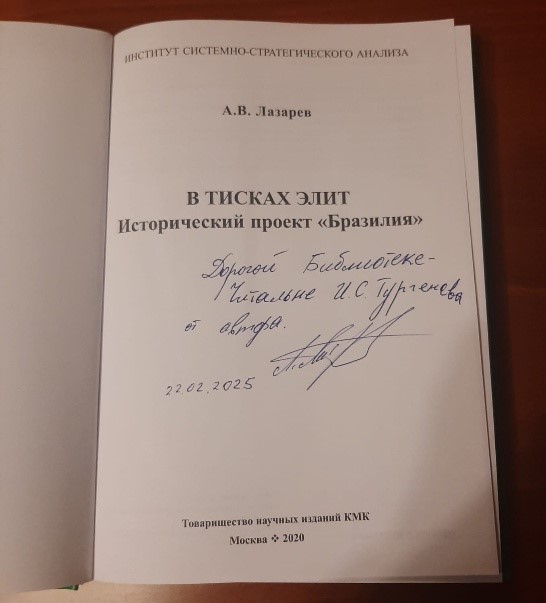 ИНСТИТУТ СИСТЕМНО-СТРАТЕГИЧЕСКОГО АНАЛИЗА
А.В. Лазарев
В ТИСКАХ ЭЛИТ
Исторический проект «Бразилия»
Дорогой Библиотеке-
Читальне И.С. Тургенева
от автора.
22.02.2025
Товарищество научных изданий КМК
Москва ❖ 2020